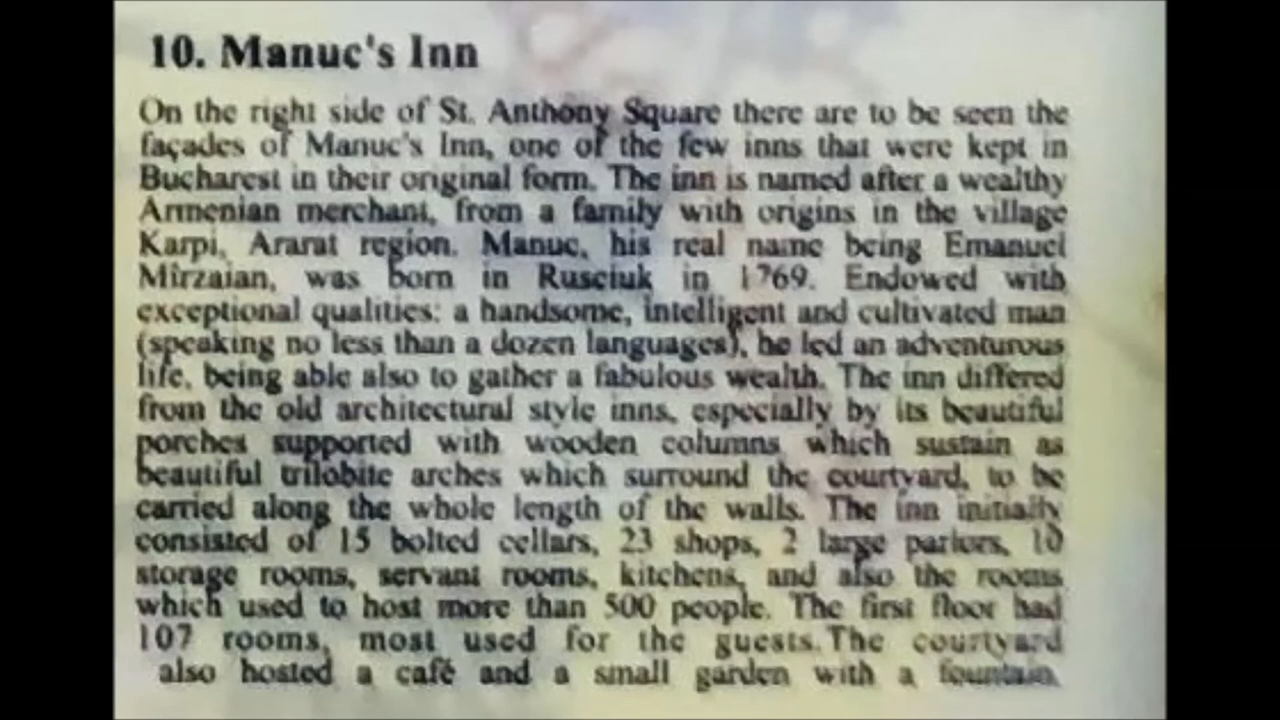 10. Manuc's Inn
On the right side of St. Anthony Square there are to be seen the
façades of Manuc's Inn, one of the few inns that were kept in
Bucharest in their original form. The inn is named after a wealthy
Armenian merchant, from a family with origins in the village
Karpi, Ararat region. Manuc, his real name being Emanuel
Mîrzaian, was born in Rusciuk in 1769. Endowed with
exceptional qualities: a handsome, intelligent and cultivated man
(speaking no less than a dozen languages), he led an adventurous
life, being able also to gather a fabulous wealth. The inn differed
from the old architectural style inns, especially by its beautiful
porches supported with wooden columns which sustain as
beautiful trilobite arches which surround the courtyard, to be
carried along the whole length of the walls. The inn initially
consisted of 15 bolted cellars, 23 shops, 2 large parlors, 10
storage rooms, servant rooms, kitchens, and also the rooms
which used to host more than 500 people. The first floor had
107 rooms, most used for the guests. The courtyard
also hosted a café and a small garden with a fountain.